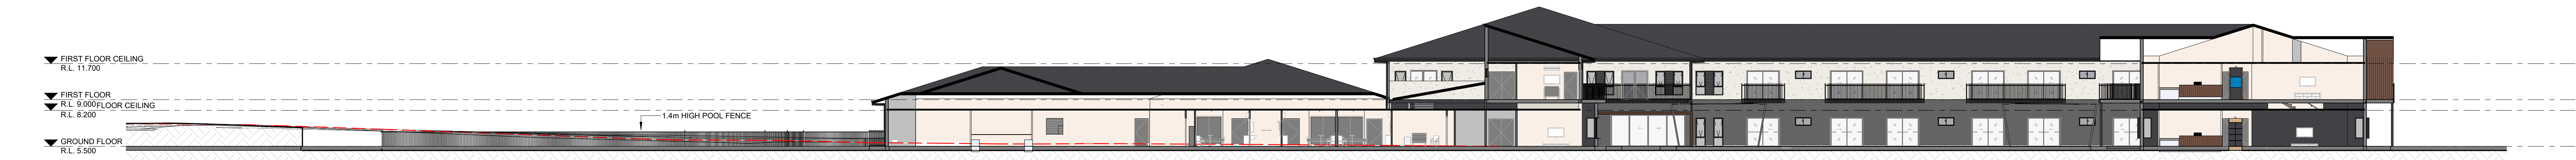 FIRST FLOOR CEILING
R.L. 11.700
FIRST FLOOR
R.L. 9.000
FLOOR CEILING
R.L. 8.200
1.4m HIGH POOL FENCE
GROUND FLOOR
R.L. 5.500